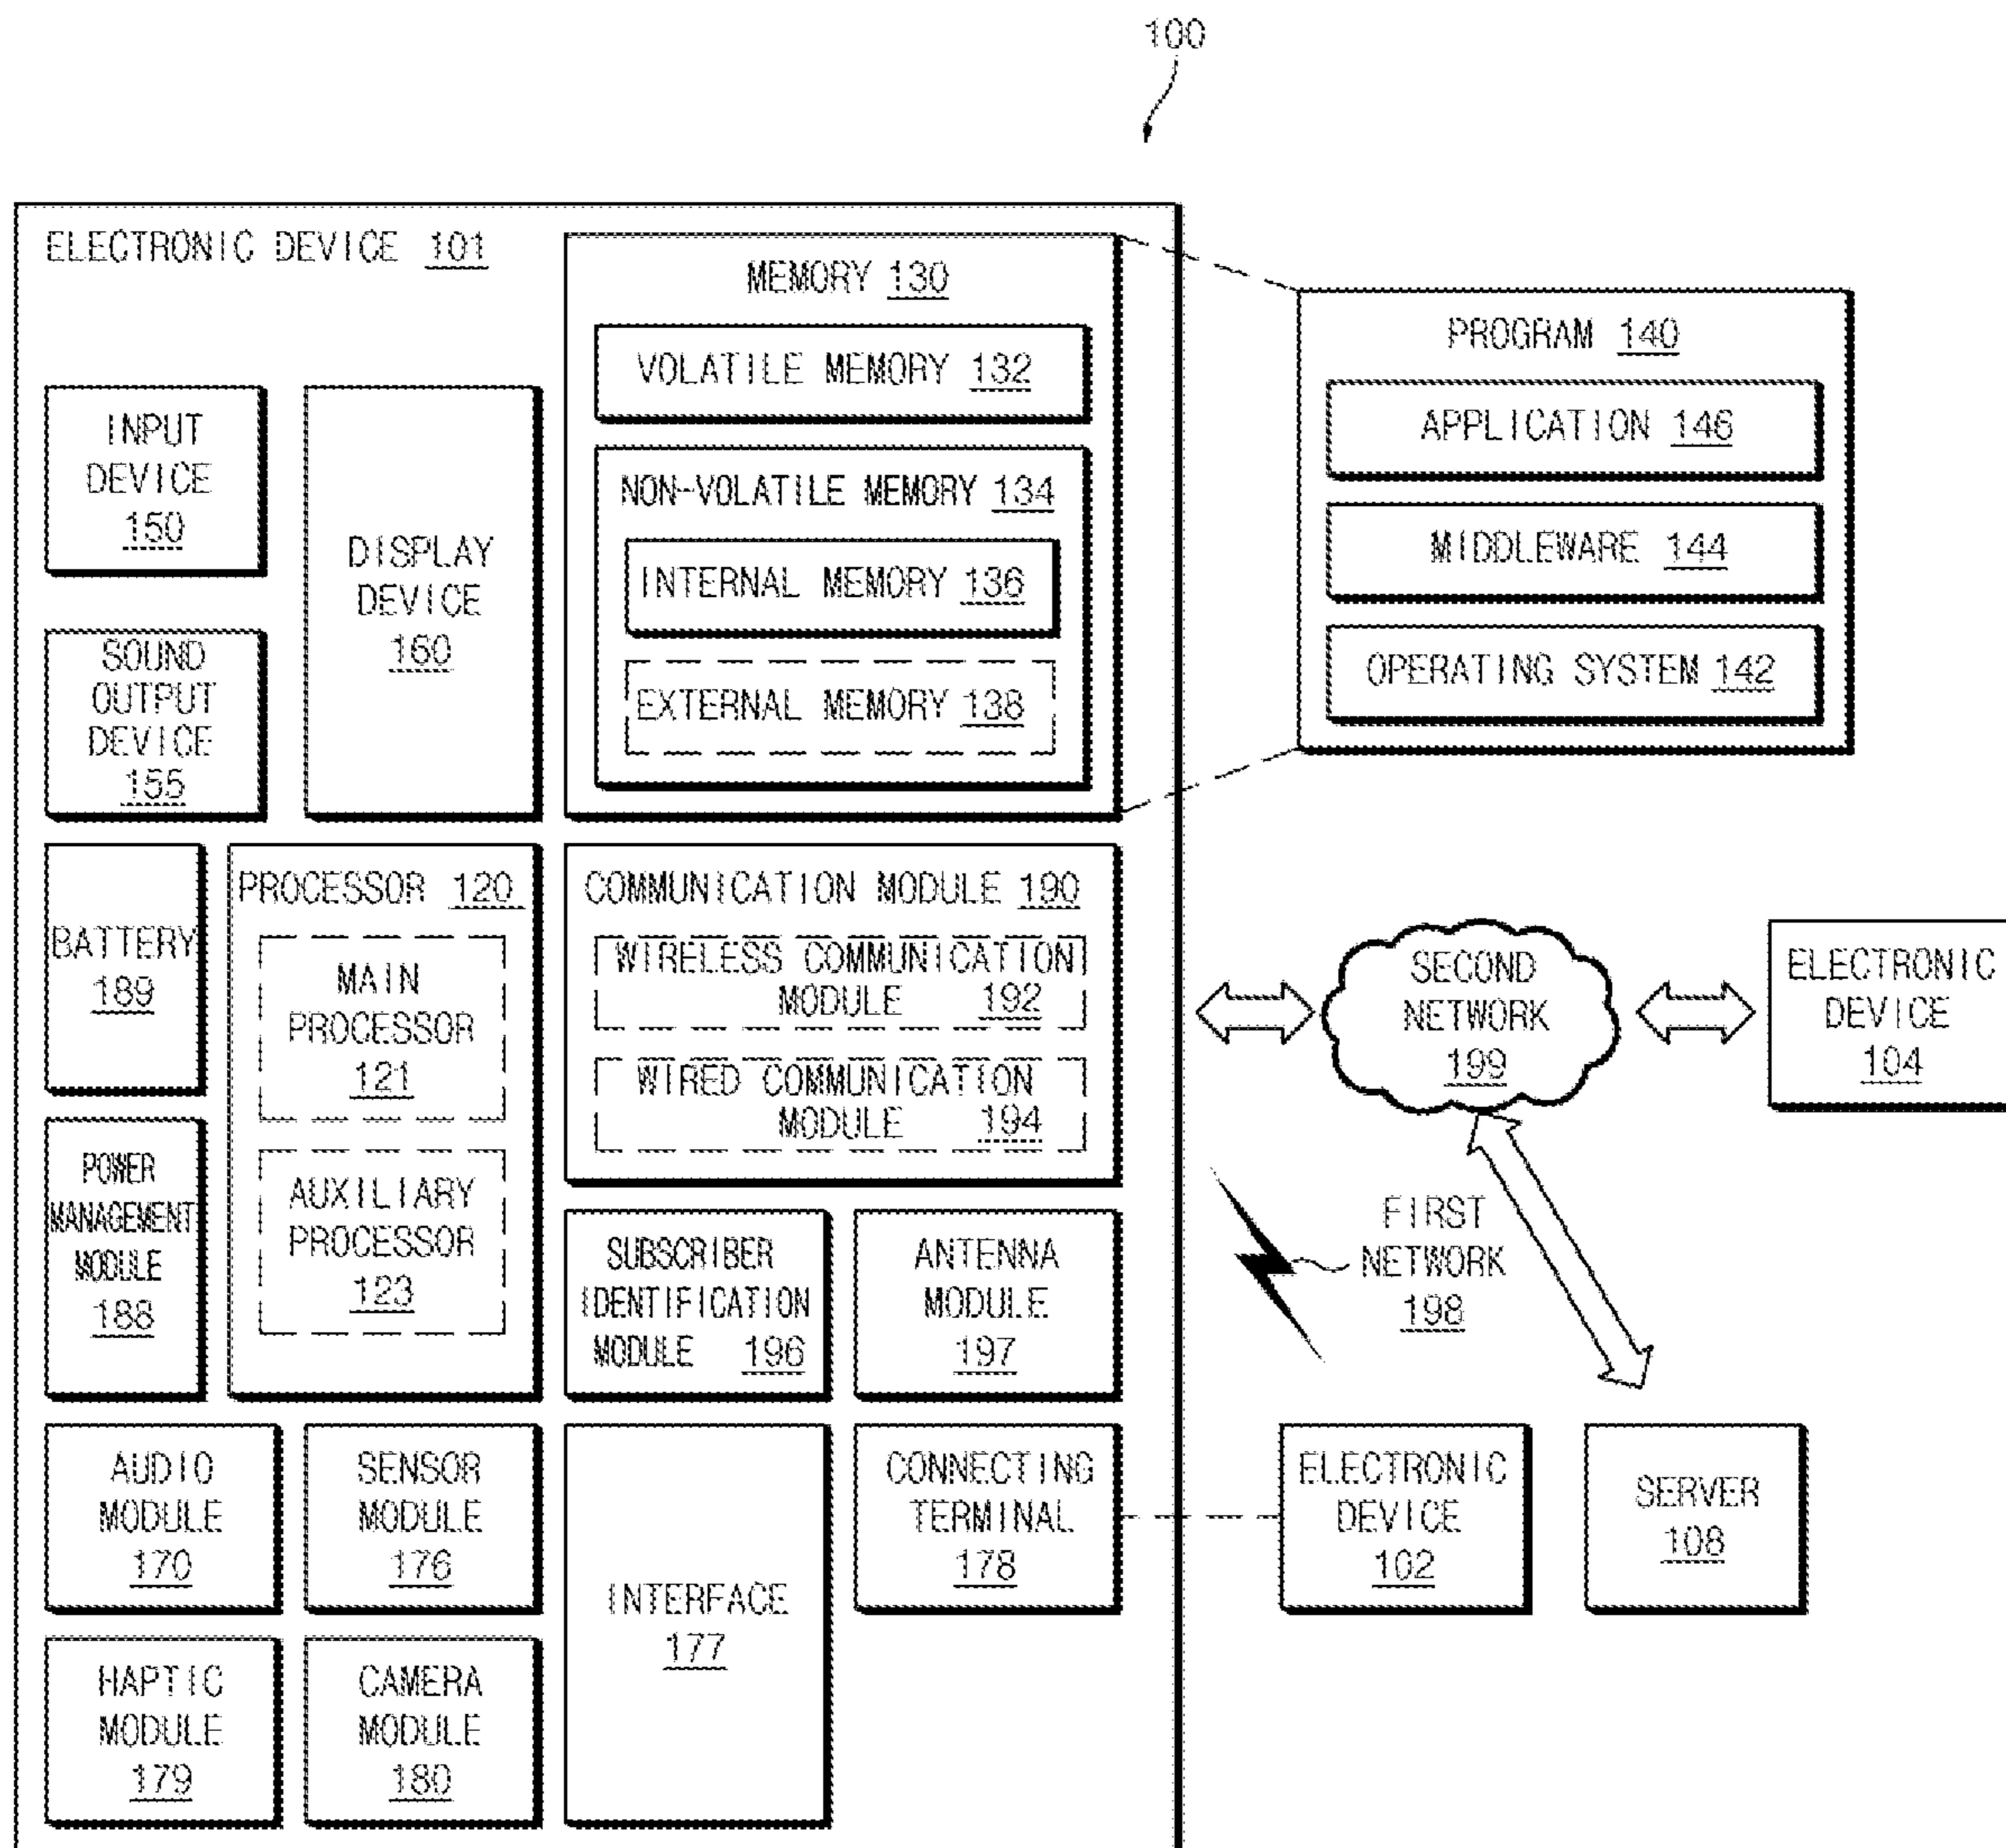 100
ELECTRONIC DEVICE 101
MEMORY 130
VOLATILE MEMORY 132
NON-VOLATILE MEMORY 134
INTERNAL MEMORY 136
EXTERNAL MEMORY 138
PROGRAM 140
APPLICATION 146
MIDDLEWARE 144
OPERATING SYSTEM 142
INPUT
DEVICE
150
SOUND
OUTPUT
DEVICE
155
DISPLAY
DEVICE
160
BATTERY
189
POWER
MANAGEMENT
MODULE
188
PROCESSOR 120
MAIN
PROCESSOR
121
AUXILIARY
PROCESSOR
123
COMMUNICATION MODULE 190
WIRELESS COMMUNICATION
MODULE 192
WIRED COMMUNICATION
MODULE 194
SUBSCRIBER
IDENTIFICATION
MODULE 196
ANTENNA
MODULE
197
SECOND
NETWORK
199
ELECTRONIC
DEVICE
104
FIRST
NETWORK
198
AUDIO
MODULE
170
SENSOR
MODULE
176
INTERFACE
177
CONNECTING
TERMINAL
178
ELECTRONIC
DEVICE
102
SERVER
108
HAPTIC
MODULE
179
CAMERA
MODULE
180